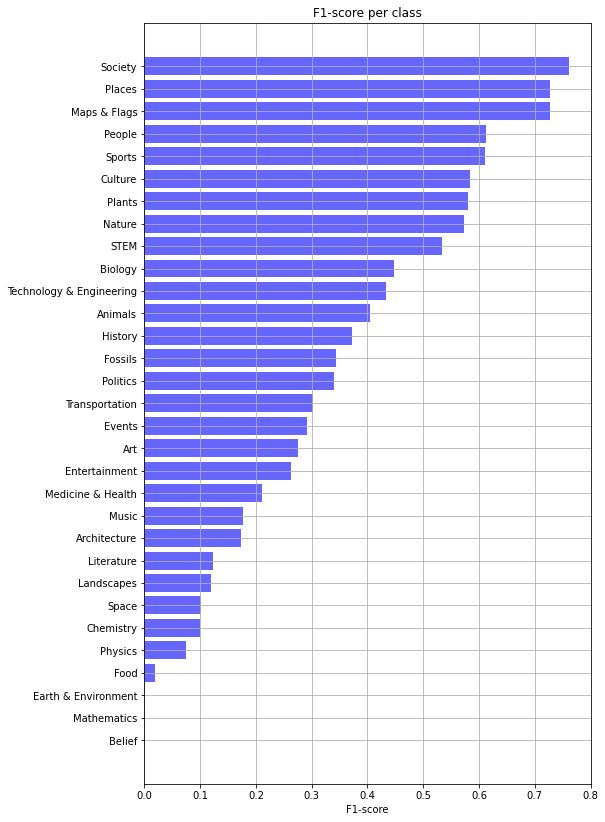 F1-score per class
Society
Places
Maps & Flags
People
Sports
Culture
Plants
Nature
STEM
Biology
Technology & Engineering
Animals
History
Fossils
Politics
Transportation
Events
Art
Entertainment
Medicine & Health
Music
Architecture
Literature
Landscapes
Space
Chemistry
Physics
Food
Earth & Environment
Mathematics
Belief
0.0 0.1 0.2 0.3 0.4 0.5 0.6 0.7 0.8
F1-score